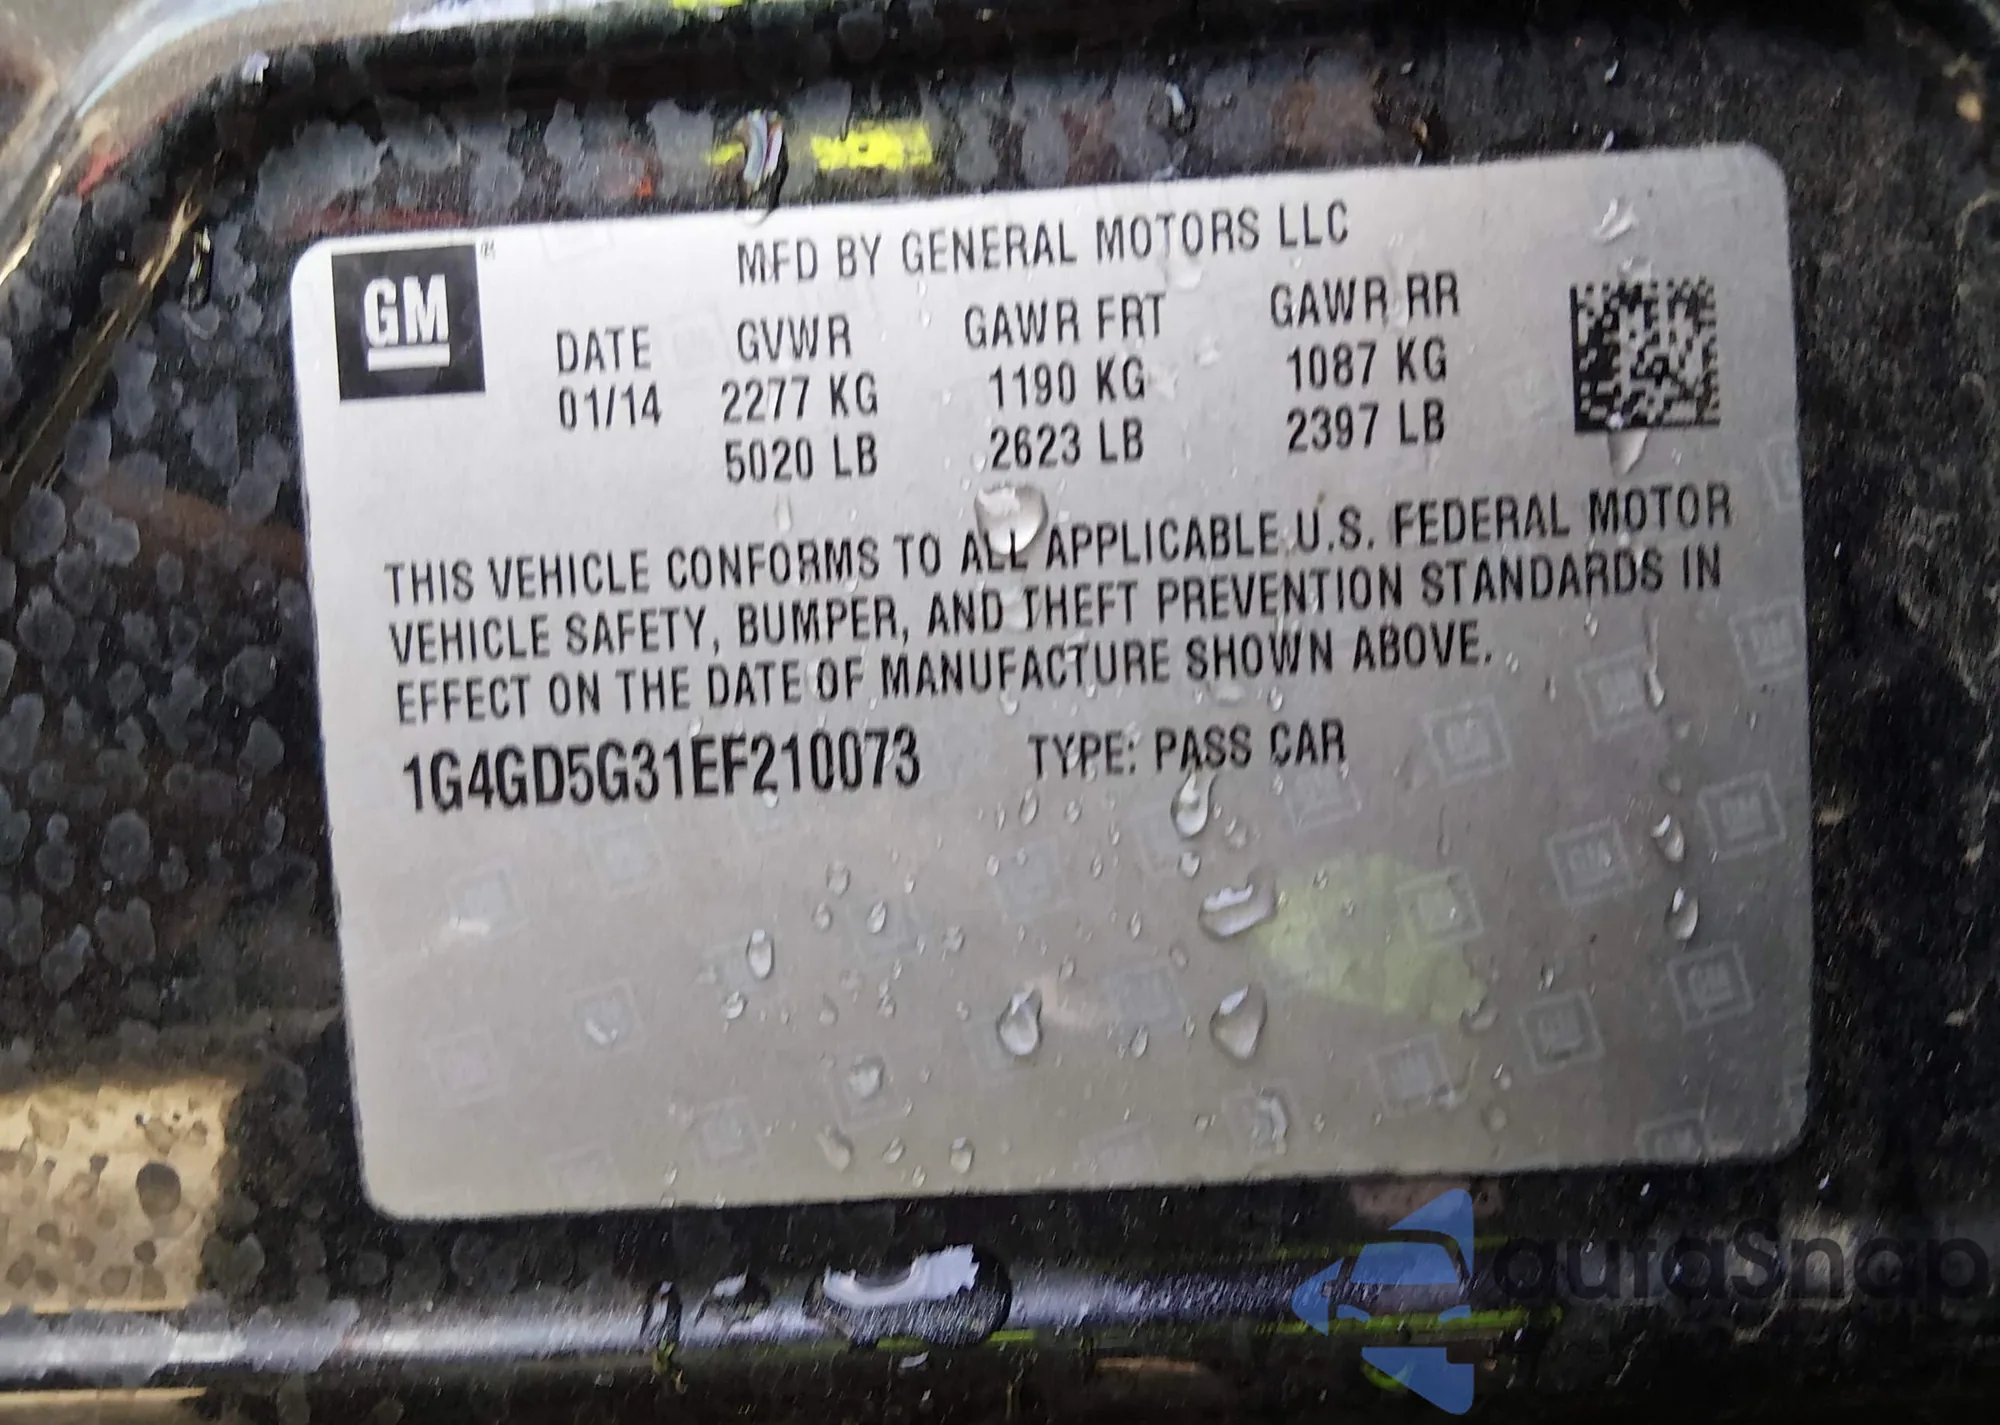 GM
MFD BY GENERAL MOTORS LLC
DATE GVWR GAWR FRT GAWR RR
01/14 2277 KG 1190 KG 1087 KG
5020 LB 2623 LB 2397 LB
THIS VEHICLE CONFORMS TO ALL APPLICABLE U.S. FEDERAL MOTOR
VEHICLE SAFETY, BUMPER, AND THEFT PREVENTION STANDARDS IN
EFFECT ON THE DATE OF MANUFACTURE SHOWN ABOVE.
1G4GD5G31EF210073 TYPE: PASS CAR
autaSnap